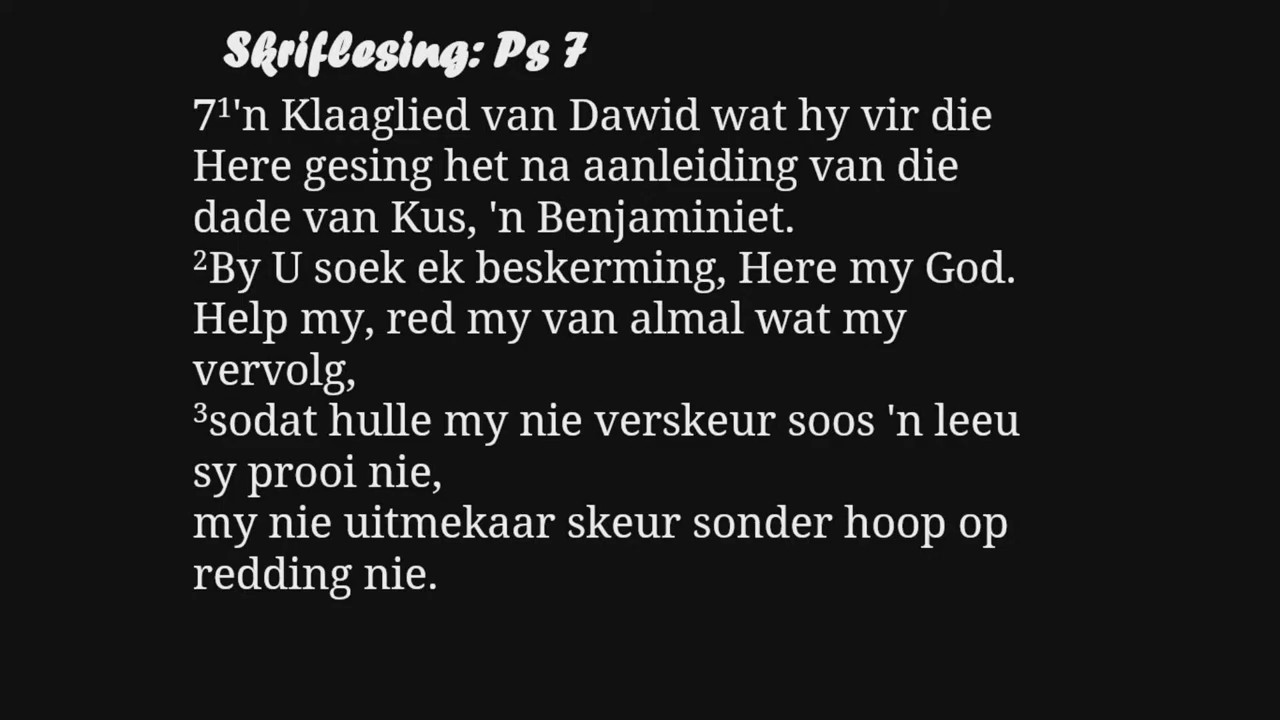 Skriflesing: Ps 7
7¹'n Klaaglied van Dawid wat hy vir die
Here gesing het na aanleiding van die
dade van Kus, 'n Benjaminiet.
²By U soek ek beskerming, Here my God.
Help my, red my van almal wat my
vervolg,
³sodat hulle my nie verskeur soos 'n leeu
sy prooi nie,
my nie uitmekaar skeur sonder hoop op
redding nie.